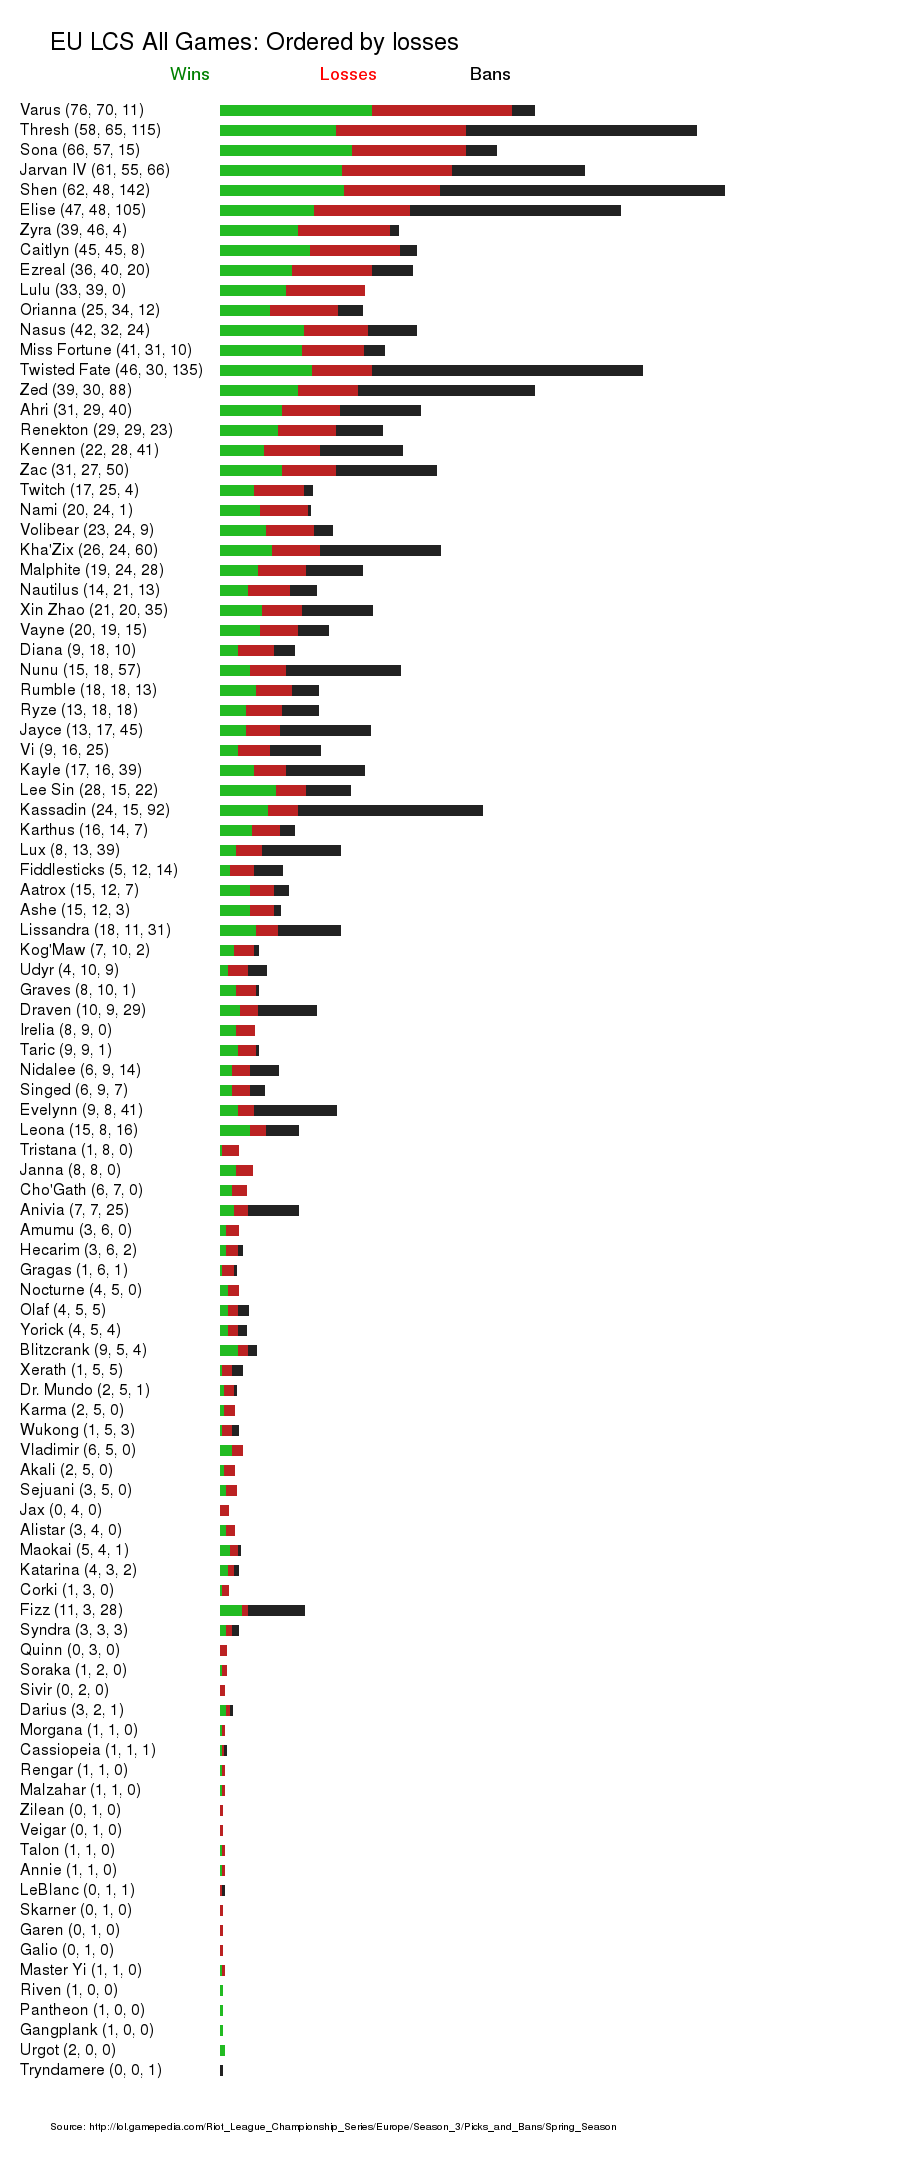 EU LCS All Games: Ordered by losses
Wins Losses Bans
Varus (76, 70, 11)
Thresh (58, 65, 115)
Sona (66, 57, 15)
Jarvan IV (61, 55, 66)
Shen (62, 48, 142)
Elise (47, 48, 105)
Zyra (39, 46, 4)
Caitlyn (45, 45, 8)
Ezreal (36, 40, 20)
Lulu (33, 39, 0)
Orianna (25, 34, 12)
Nasus (42, 32, 24)
Miss Fortune (41, 31, 10)
Twisted Fate (46, 30, 135)
Zed (39, 30, 88)
Ahri (31, 29, 40)
Renekton (29, 29, 23)
Kennen (22, 28, 41)
Zac (31, 27, 50)
Twitch (17, 25, 4)
Nami (20, 24, 1)
Volibear (23, 24, 9)
Kha'Zix (26, 24, 60)
Malphite (19, 24, 28)
Nautilus (14, 21, 13)
Xin Zhao (21, 20, 35)
Vayne (20, 19, 15)
Diana (9, 18, 10)
Nunu (15, 18, 57)
Rumble (18, 18, 13)
Ryze (13, 18, 18)
Jayce (13, 17, 45)
Vi (9, 16, 25)
Kayle (17, 16, 39)
Lee Sin (28, 15, 22)
Kassadin (24, 15, 92)
Karthus (16, 14, 7)
Lux (8, 13, 39)
Fiddlesticks (5, 12, 14)
Aatrox (15, 12, 7)
Ashe (15, 12, 3)
Lissandra (18, 11, 31)
Kog'Maw (7, 10, 2)
Udyr (4, 10, 9)
Graves (8, 10, 1)
Draven (10, 9, 29)
Irelia (8, 9, 0)
Taric (9, 9, 1)
Nidalee (6, 9, 14)
Singed (6, 9, 7)
Evelynn (9, 8, 41)
Leona (15, 8, 16)
Tristana (1, 8, 0)
Janna (8, 8, 0)
Cho'Gath (6, 7, 0)
Anivia (7, 7, 25)
Amumu (3, 6, 0)
Hecarim (3, 6, 2)
Gragas (1, 6, 1)
Nocturne (4, 5, 0)
Olaf (4, 5, 5)
Yorick (4, 5, 4)
Blitzcrank (9, 5, 4)
Xerath (1, 5, 5)
Dr. Mundo (2, 5, 1)
Karma (2, 5, 0)
Wukong (1, 5, 3)
Vladimir (6, 5, 0)
Akali (2, 5, 0)
Sejuani (3, 5, 0)
Jax (0, 4, 0)
Alistar (3, 4, 0)
Maokai (5, 4, 1)
Katarina (4, 3, 2)
Corki (1, 3, 0)
Fizz (11, 3, 28)
Syndra (3, 3, 3)
Quinn (0, 3, 0)
Soraka (1, 2, 0)
Sivir (0, 2, 0)
Darius (3, 2, 1)
Morgana (1, 1, 0)
Cassiopeia (1, 1, 1)
Rengar (1, 1, 0)
Malzahar (1, 1, 0)
Zilean (0, 1, 0)
Veigar (0, 1, 0)
Talon (1, 1, 0)
Annie (1, 1, 0)
LeBlanc (0, 1, 1)
Skarner (0, 1, 0)
Garen (0, 1, 0)
Galio (0, 1, 0)
Master Yi (1, 1, 0)
Riven (1, 0, 0)
Pantheon (1, 0, 0)
Gangplank (1, 0, 0)
Urgot (2, 0, 0)
Tryndamere (0, 0, 1)
Source: http://lol.gamepedia.com/Riot_League_Championship_Series/Europe/Season_3/Picks_and_Bans/Spring_Season